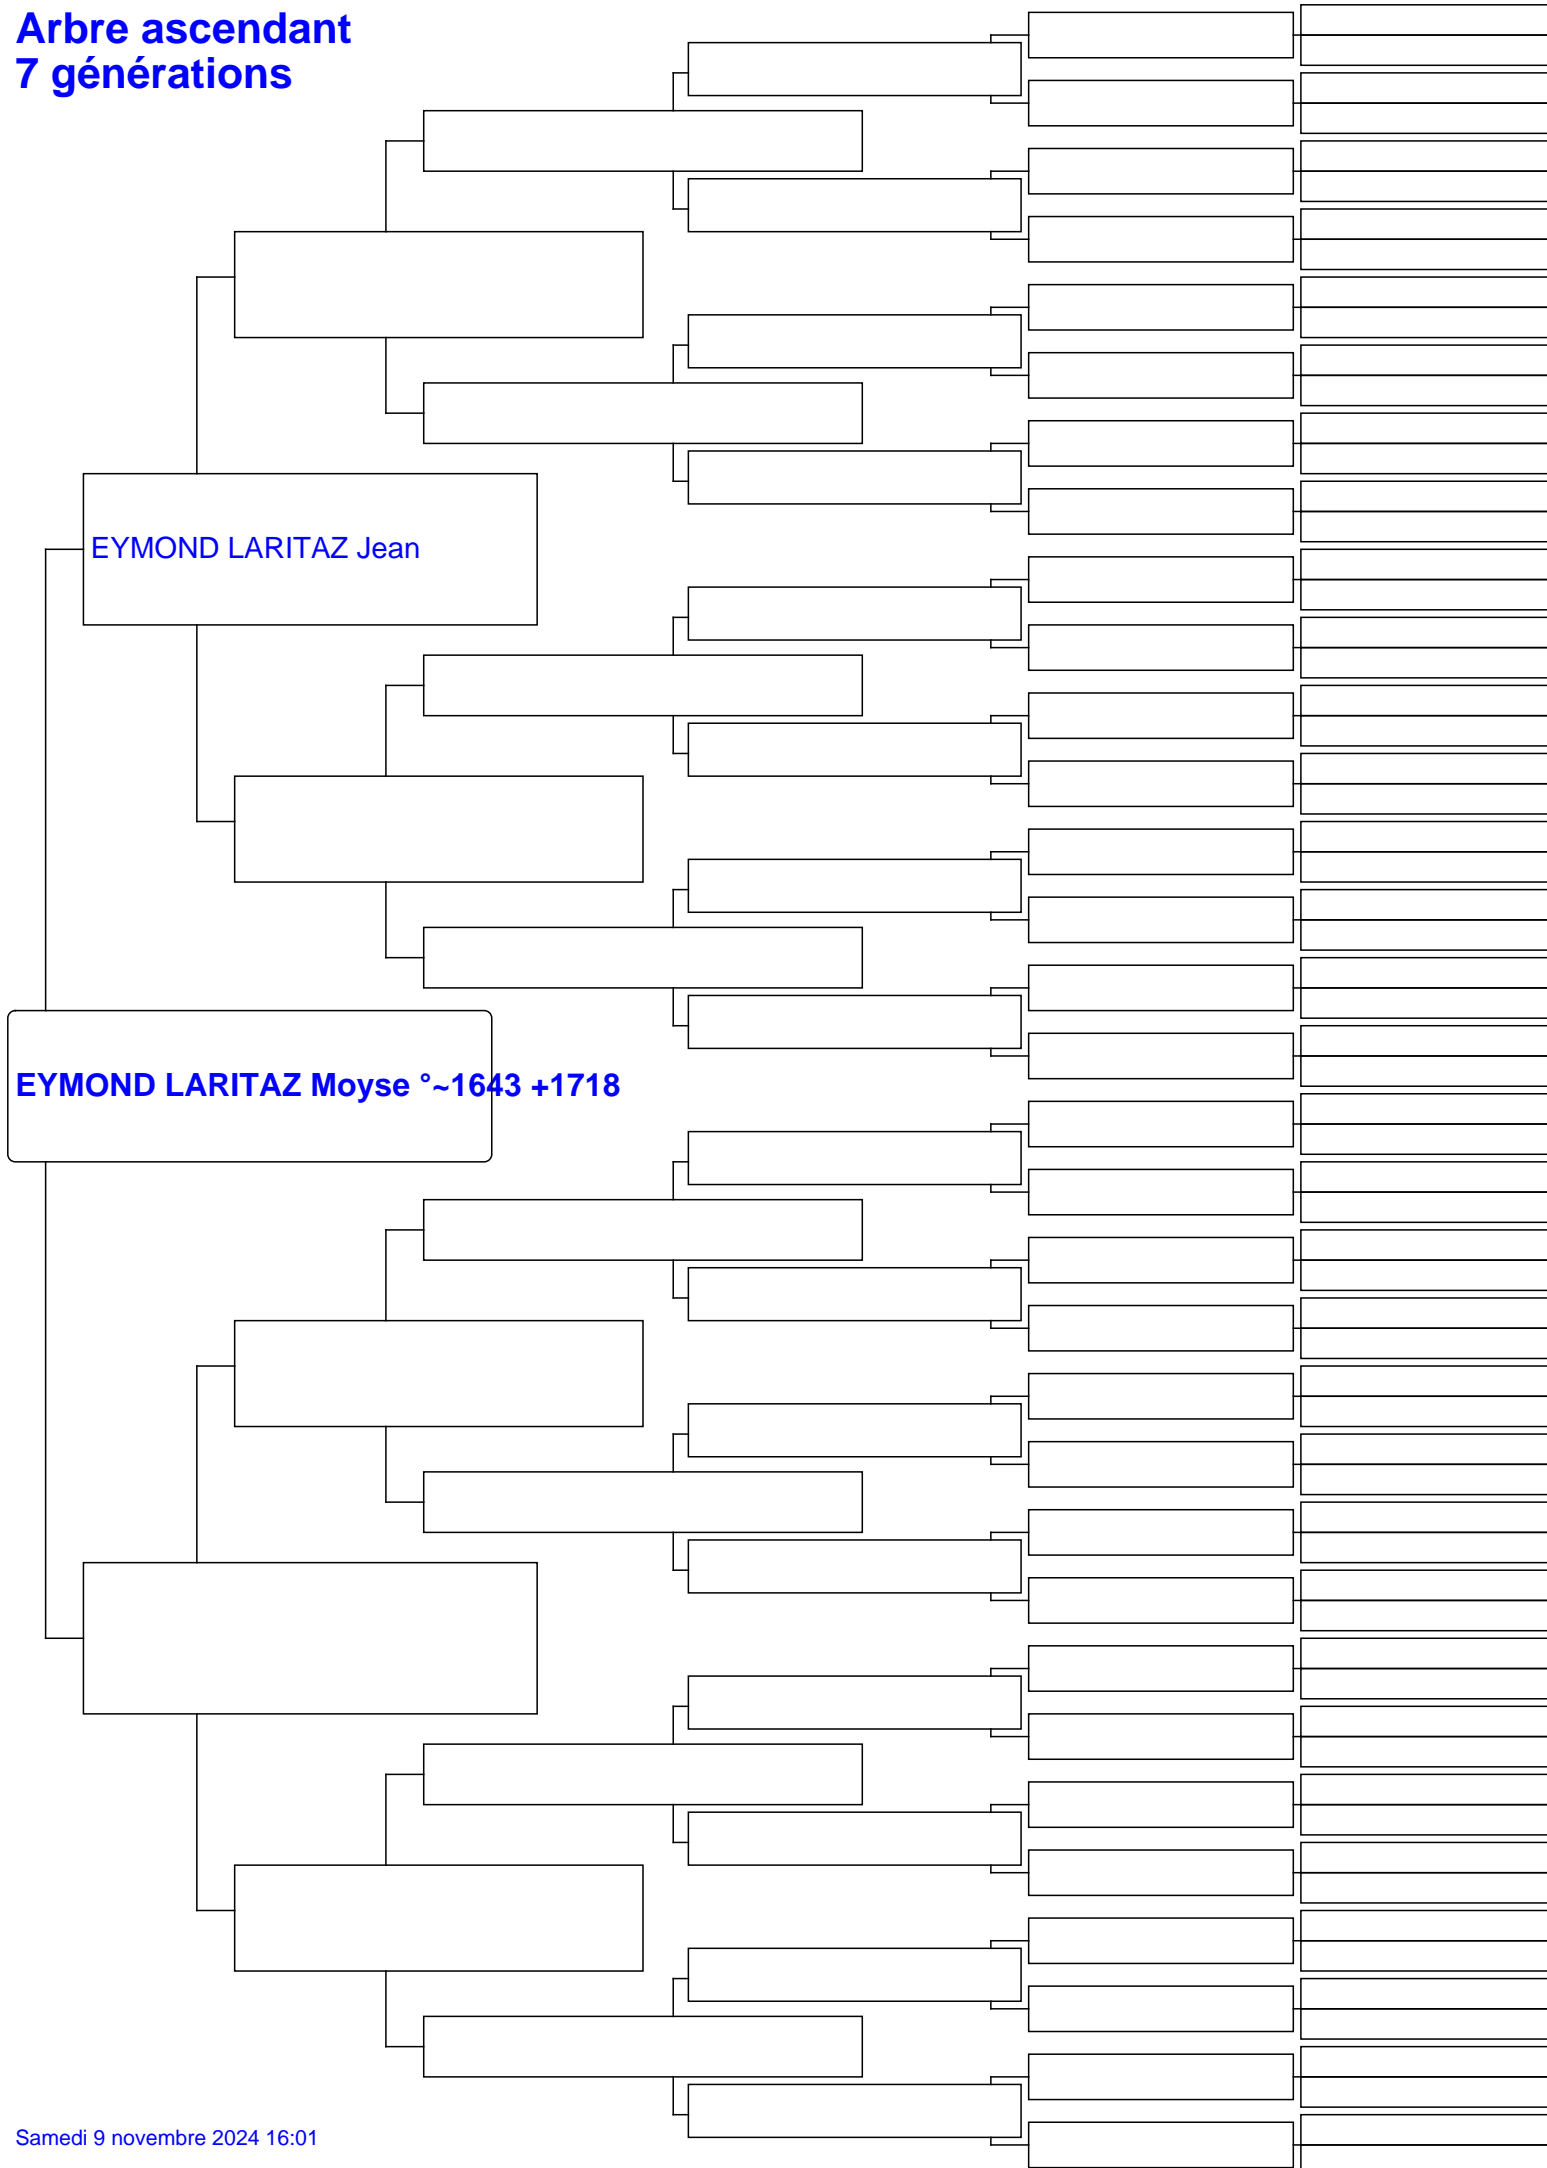 Arbre ascendant
7 générations
EYMOND LARITAZ Jean
EYMOND LARITAZ Moyse °~1643 +1718
Samedi 9 novembre 2024 16:01